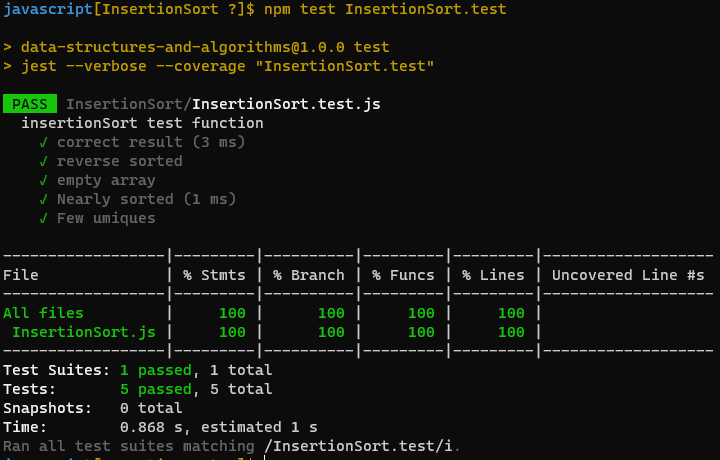 javascript[InsertionSort ?]$ npm test InsertionSort.test
> data-structures-and-algorithms@1.0.0 test
> jest --verbose --coverage "InsertionSort.test"
PASS InsertionSort/InsertionSort.test.js
insertionSort test function
✓ correct result (3 ms)
✓ reverse sorted
✓ empty array
✓ Nearly sorted (1 ms)
✓ Few umiques
------------------|---------|----------|---------|---------|-------------------
File              | % Stmts | % Branch | % Funcs | % Lines | Uncovered Line #s
------------------|---------|----------|---------|---------|-------------------
All files         |     100 |      100 |     100 |     100 |
InsertionSort.js |     100 |      100 |     100 |     100 |
------------------|---------|----------|---------|---------|-------------------
Test Suites: 1 passed, 1 total
Tests:       5 passed, 5 total
Snapshots:   0 total
Time:        0.868 s, estimated 1 s
Ran all test suites matching /InsertionSort.test/i.